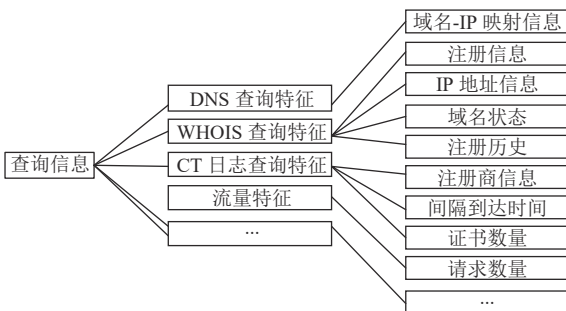 查询信息
DNS 查询特征
WHOIS 查询特征
CT 日志查询特征
流量特征
...
域名-IP 映射信息
注册信息
IP 地址信息
域名状态
注册历史
注册商信息
间隔到达时间
证书数量
请求数量
...